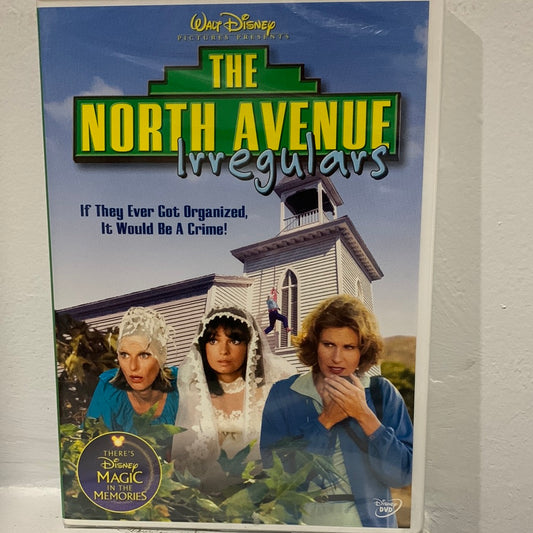 Walt Disney
PICTURES PRESENTS
THE
NORTH AVENUE
Irregulars
If They Ever Got Organized,
It Would Be A Crime!
THERE'S
Disney
MAGIC
IN THE
MEMORIES
Disney
DVD